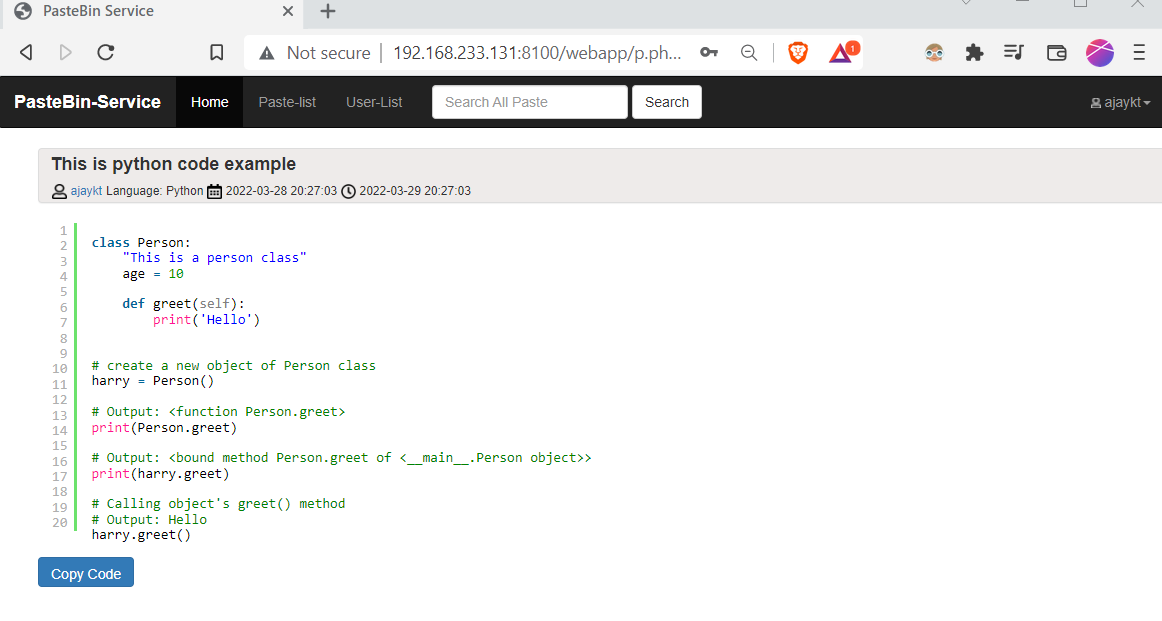 PasteBin Service
Not secure 192.168.233.131:8100/webapp/p.ph... 1
PasteBin-Service Home Paste-list User-List Search All Paste Search ajaykt
This is python code example
ajaykt Language: Python 2022-03-28 20:27:03 2022-03-29 20:27:03
1
2 class Person:
3     "This is a person class"
4     age = 10
5
6     def greet(self):
7         print('Hello')
8
9
10 # create a new object of Person class
11 harry = Person()
12
13 # Output: <function Person.greet>
14 print(Person.greet)
15
16 # Output: <bound method Person.greet of <__main__.Person object>>
17 print(harry.greet)
18
19 # Calling object's greet() method
20 # Output: Hello
harry.greet()
Copy Code